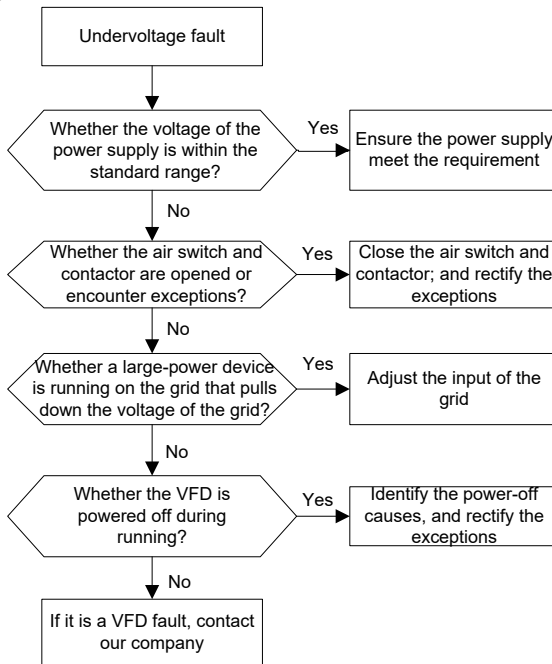 Undervoltage fault
Whether the voltage of the
power supply is within the
standard range?
Yes
Ensure the power supply
meet the requirement
No
Whether the air switch and
contactor are opened or
encounter exceptions?
Yes
Close the air switch and
contactor; and rectify the
exceptions
No
Whether a large-power device
is running on the grid that pulls
down the voltage of the grid?
Yes
Adjust the input of the
grid
No
Whether the VFD is
powered off during
running?
Yes
Identify the power-off
causes, and rectify the
exceptions
No
If it is a VFD fault, contact
our company